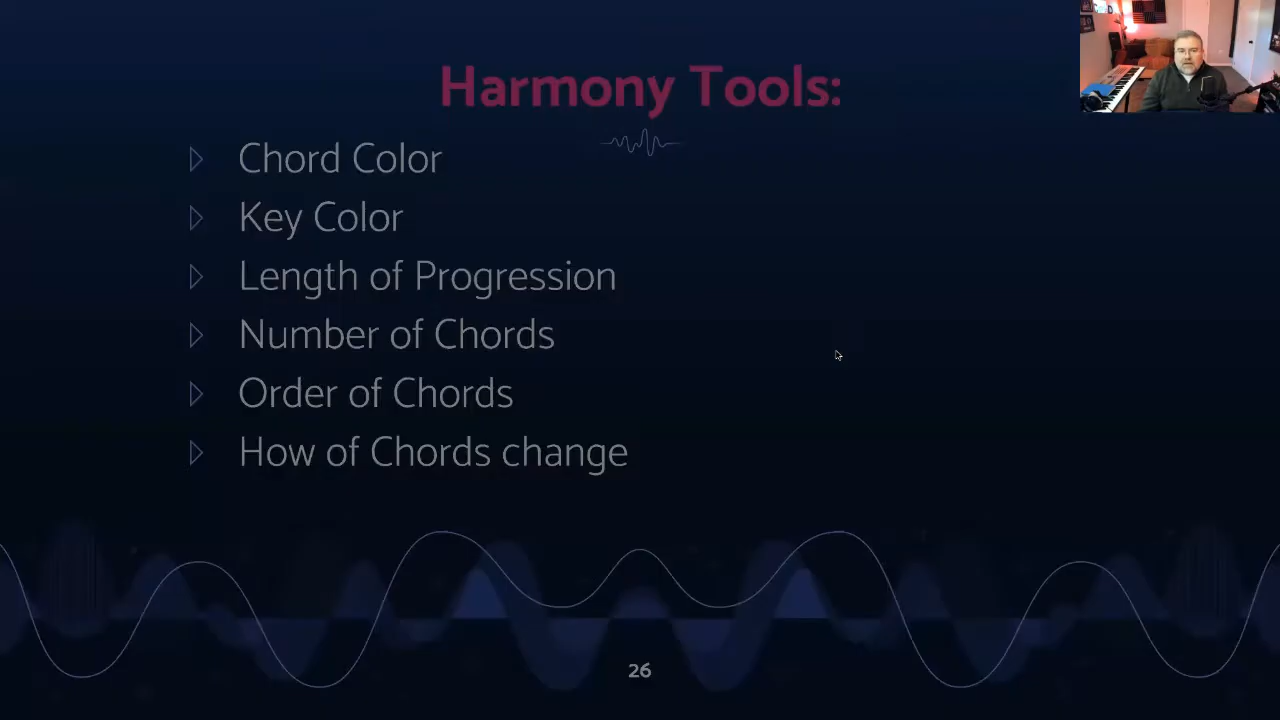 Harmony Tools:
Chord Color
Key Color
Length of Progression
Number of Chords
Order of Chords
How of Chords change
26